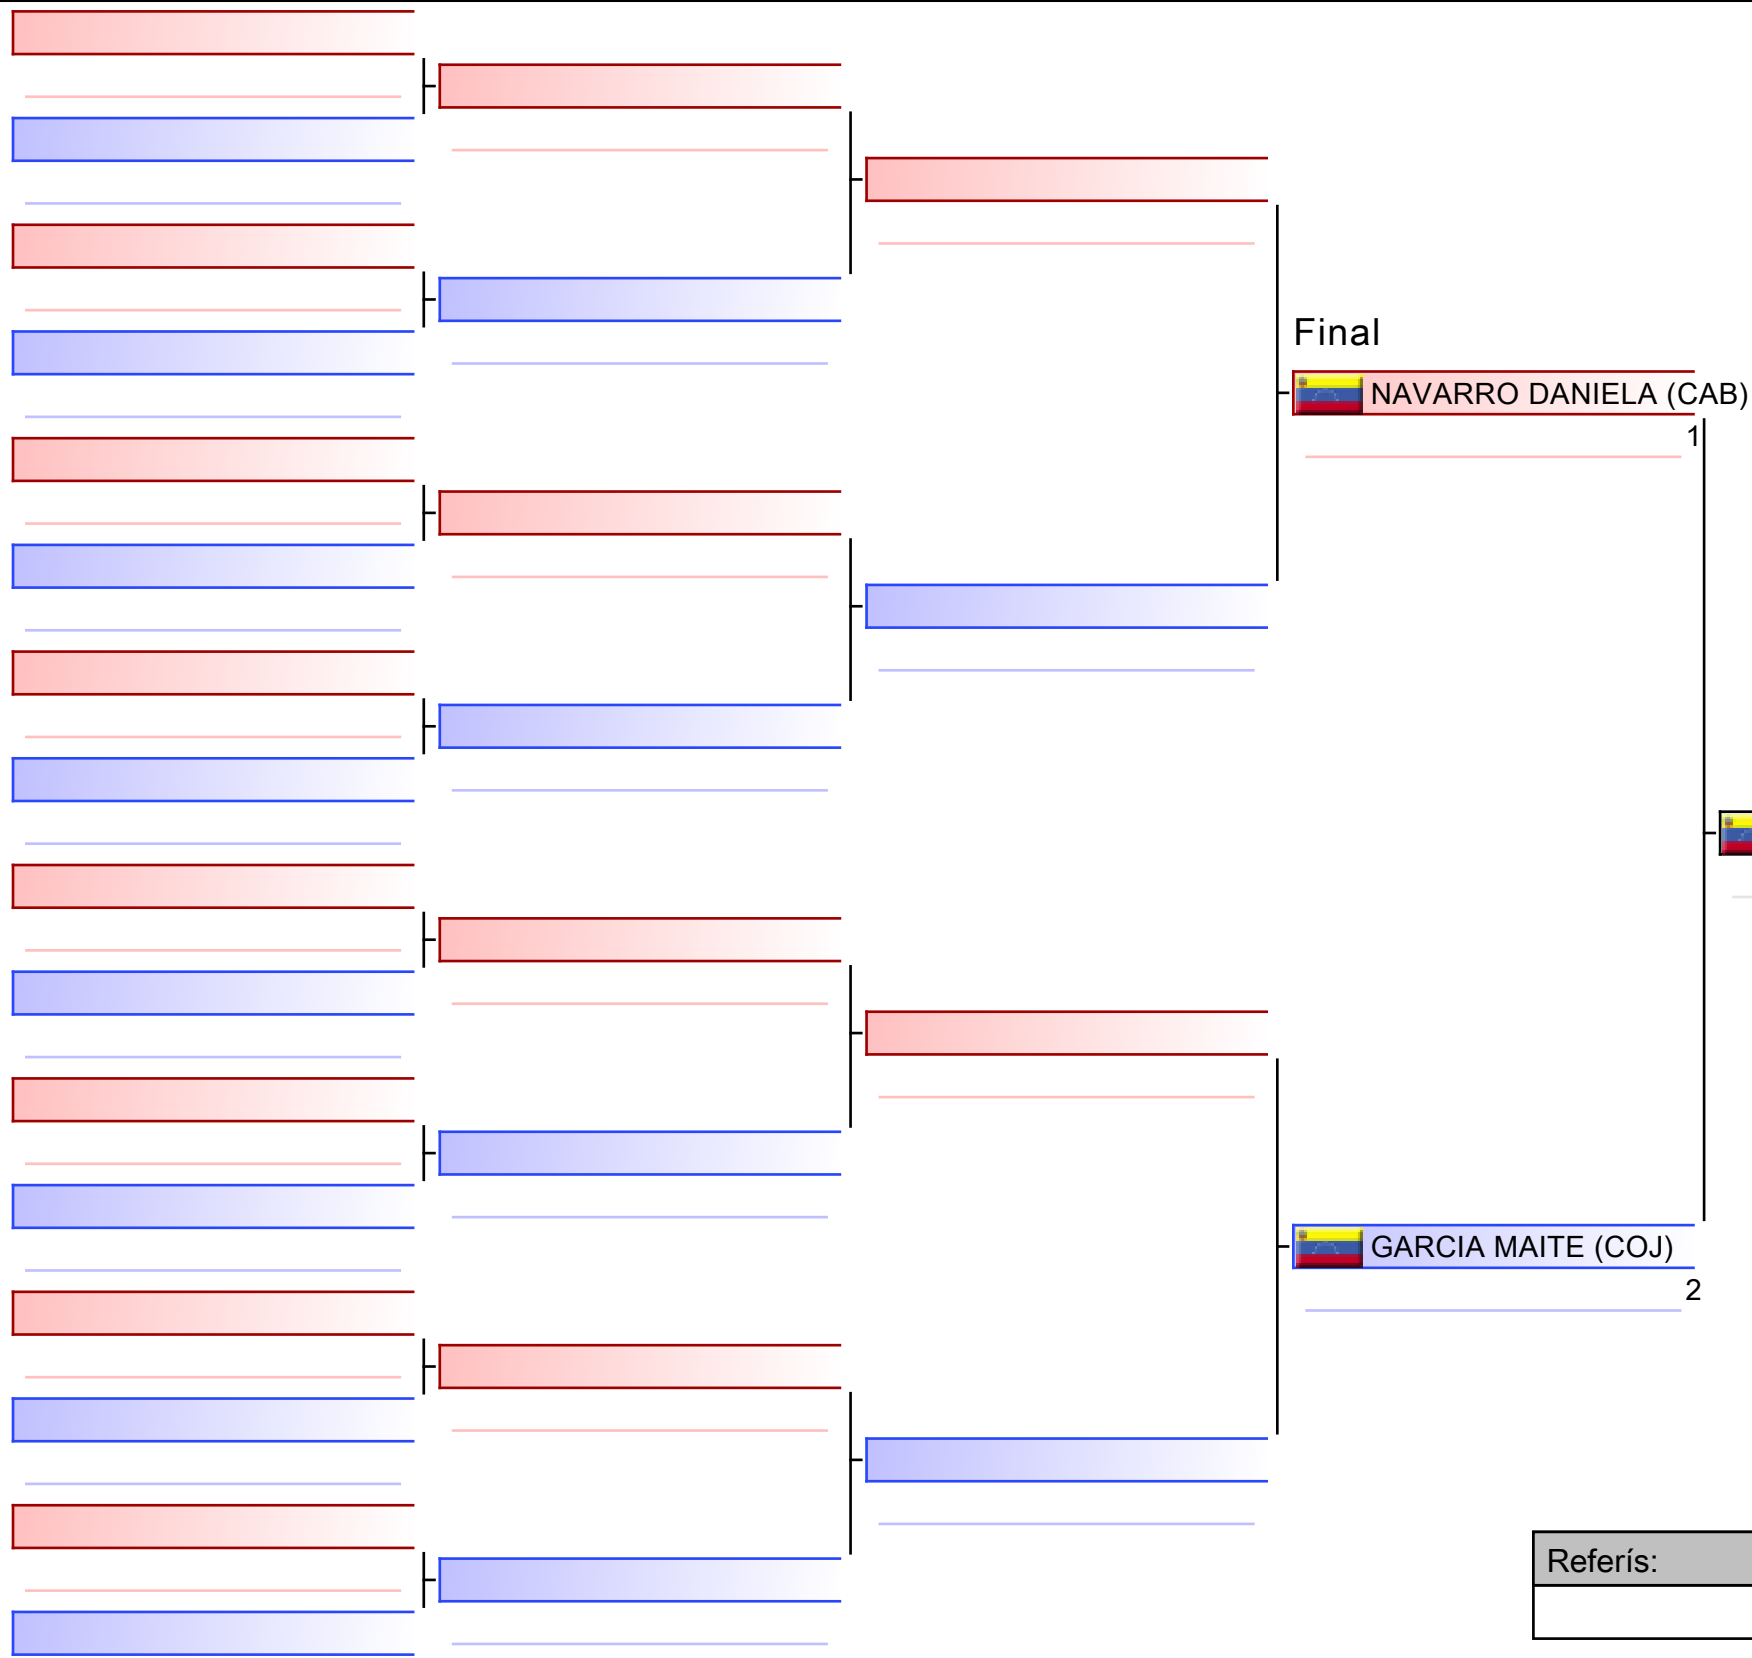 Final
NAVARRO DANIELA (CAB)
1
GARCIA MAITE (COJ)
2
Referís: